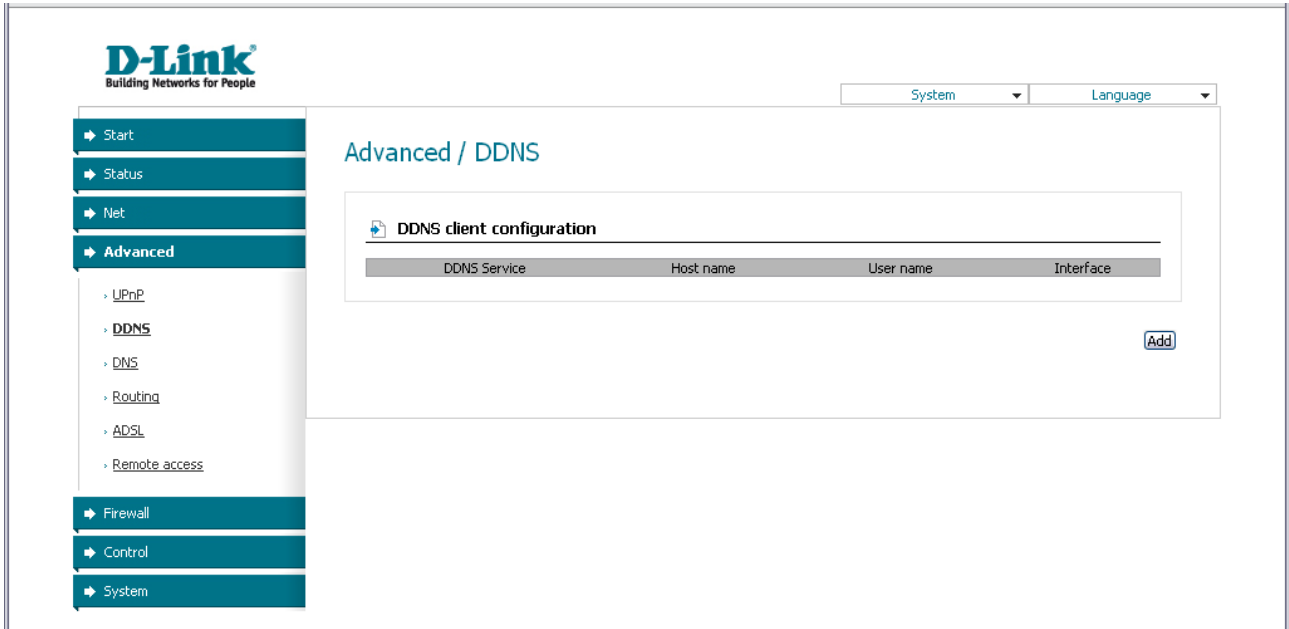 D-Link
Building Networks for People
System Language
Start
Status
Net
Advanced
UPnP
DDNS
DNS
Routing
ADSL
Remote access
Firewall
Control
System
Advanced / DDNS
DDNS client configuration
DDNS Service Host name User name Interface
Add